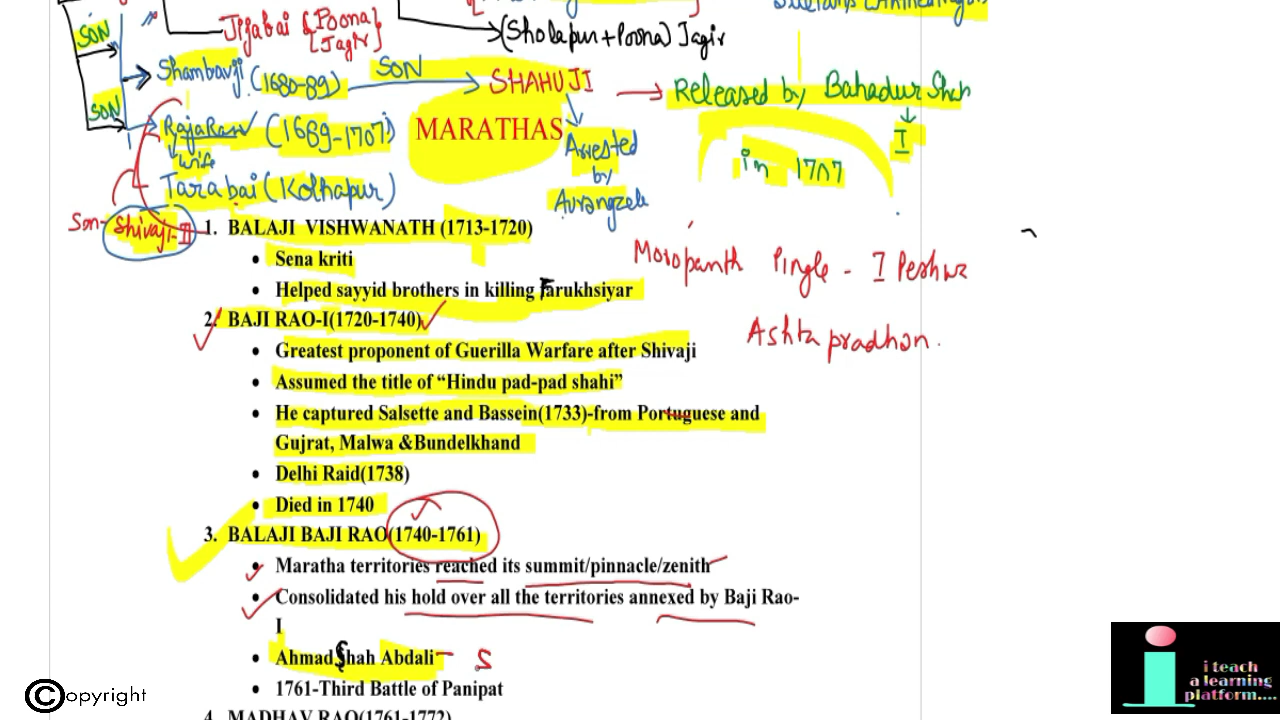 SON
Jijabai {Poona
{Jagir}
(Sholapur+Poona) Jagir
Shambavji (1680-89)
SON
SHAHUJI
Released by Bahadur Shah
I
in 1707
SON
RajaRam (1689-1707)
MARATHAS
Arrested
by
Aurangzeb
wife
Tarabai (Kolhapur)
Son- Shivaji-II
1. BALAJI VISHWANATH (1713-1720)
• Sena kriti
• Helped sayyid brothers in killing Farukhsiyar
Moropanth Pingle - I Peshwa
2. BAJI RAO-I(1720-1740)
Ashta pradhan.
• Greatest proponent of Guerilla Warfare after Shivaji
• Assumed the title of “Hindu pad-pad shahi”
• He captured Salsette and Bassein(1733)-from Portuguese and
Gujrat, Malwa &Bundelkhand
• Delhi Raid(1738)
• Died in 1740
3. BALAJI BAJI RAO(1740-1761)
• Maratha territories reached its summit/pinnacle/zenith
• Consolidated his hold over all the territories annexed by Baji Rao-
I
• Ahmad Shah Abdali - S
• 1761-Third Battle of Panipat
4. MADHAV RAO(1761-1772)
Copyright
i teach
a learning
platform....